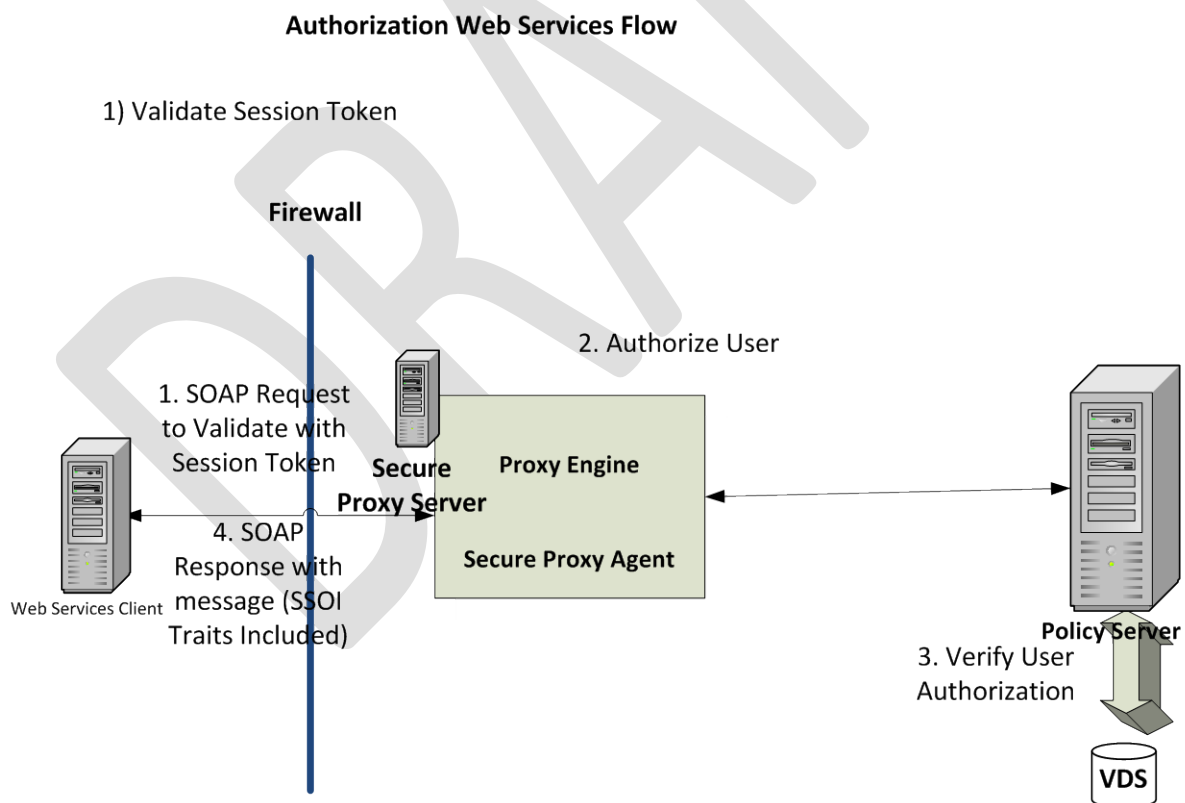 Authorization Web Services Flow
1) Validate Session Token
Firewall
2. Authorize User
1. SOAP Request
to Validate with
Session Token
Secure
Proxy Server
Proxy Engine
Secure Proxy Agent
4. SOAP
Response with
message (SSOI
Traits Included)
Web Services Client
Policy Server
3. Verify User
Authorization
VDS
DRAF